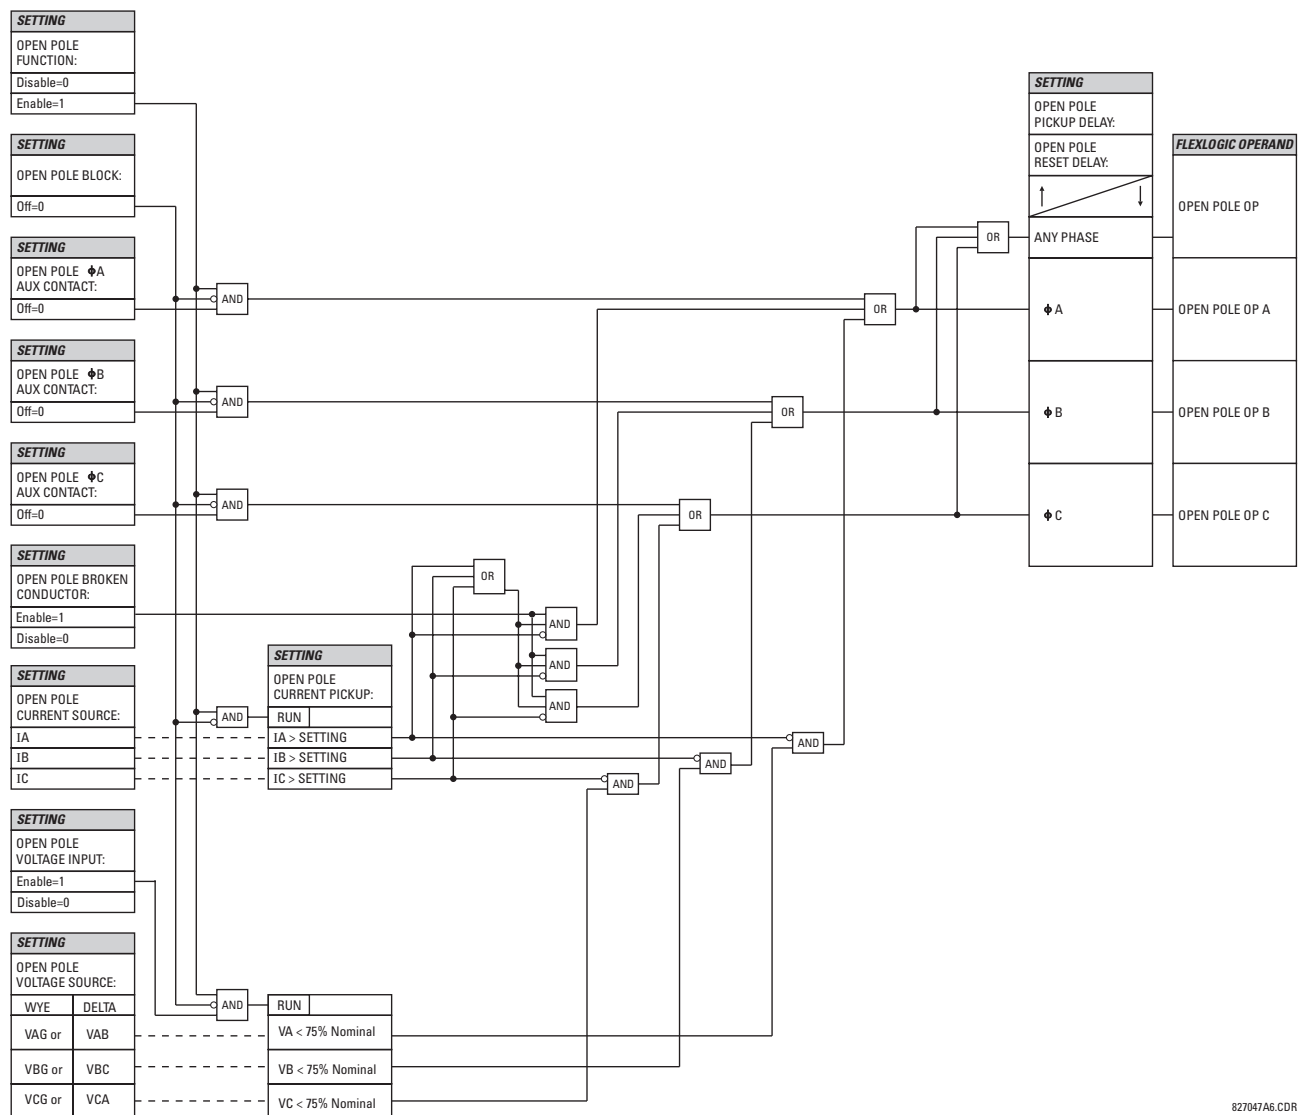 SETTING
OPEN POLE
FUNCTION:
Disable=0
Enable=1
SETTING
OPEN POLE BLOCK:
Off=0
SETTING
OPEN POLE ϕA
AUX CONTACT:
Off=0
SETTING
OPEN POLE ϕB
AUX CONTACT:
Off=0
SETTING
OPEN POLE ϕC
AUX CONTACT:
Off=0
SETTING
OPEN POLE BROKEN
CONDUCTOR:
Enable=1
Disable=0
SETTING
OPEN POLE
CURRENT SOURCE:
IA
IB
IC
SETTING
OPEN POLE
VOLTAGE INPUT:
Enable=1
Disable=0
SETTING
OPEN POLE
VOLTAGE SOURCE:
WYE DELTA
VAG or VAB
VBG or VBC
VCG or VCA
AND
AND
AND
AND
AND
SETTING
OPEN POLE
CURRENT PICKUP:
RUN
IA > SETTING
IB > SETTING
IC > SETTING
RUN
VA < 75% Nominal
VB < 75% Nominal
VC < 75% Nominal
OR
AND
AND
AND
AND
AND
AND
OR
OR
OR
OR
SETTING
OPEN POLE
PICKUP DELAY:
OPEN POLE
RESET DELAY:
ANY PHASE
ϕ A
ϕ B
ϕ C
FLEXLOGIC OPERAND
OPEN POLE OP
OPEN POLE OP A
OPEN POLE OP B
OPEN POLE OP C
827047A6.CDR